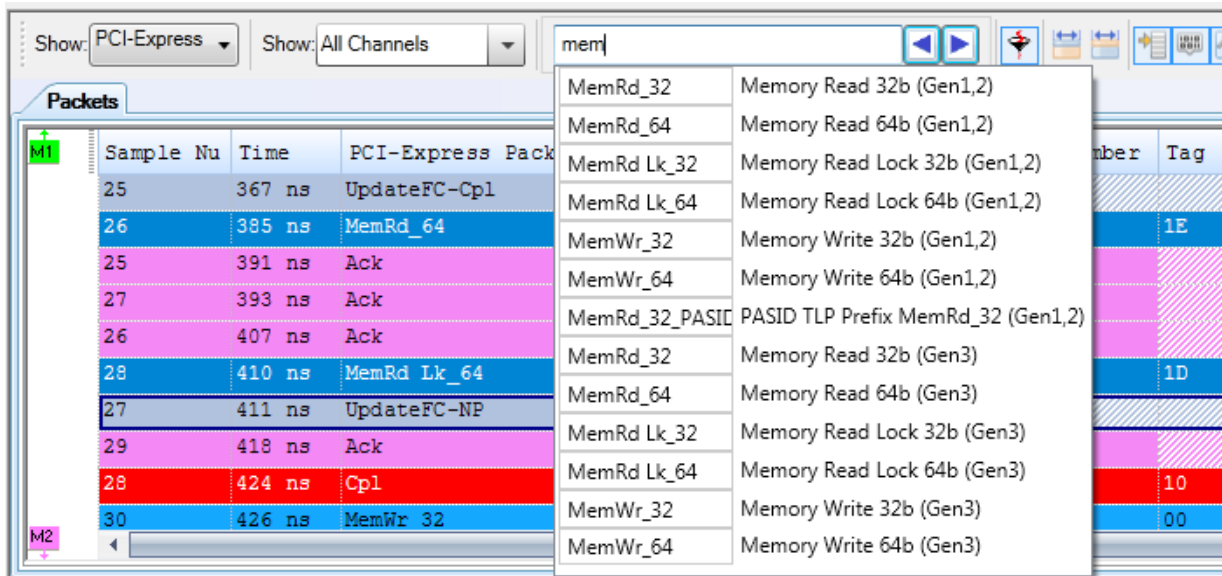 Show: PCI-Express Show: All Channels mem
MemRd_32 Memory Read 32b (Gen1,2)
MemRd_64 Memory Read 64b (Gen1,2)
MemRd Lk_32 Memory Read Lock 32b (Gen1,2)
MemRd Lk_64 Memory Read Lock 64b (Gen1,2)
MemWr_32 Memory Write 32b (Gen1,2)
MemWr_64 Memory Write 64b (Gen1,2)
MemRd_32_PASID PASID TLP Prefix MemRd_32 (Gen1,2)
MemRd_32 Memory Read 32b (Gen3)
MemRd_64 Memory Read 64b (Gen3)
MemRd Lk_32 Memory Read Lock 32b (Gen3)
MemRd Lk_64 Memory Read Lock 64b (Gen3)
MemWr_32 Memory Write 32b (Gen3)
MemWr_64 Memory Write 64b (Gen3)
Packets
M1 Sample Nu Time PCI-Express Pack mber Tag
25 367 ns UpdateFC-Cpl
26 385 ns MemRd_64 1E
25 391 ns Ack
27 393 ns Ack
26 407 ns Ack
28 410 ns MemRd Lk_64 1D
27 411 ns UpdateFC-NP
29 418 ns Ack
28 424 ns Cpl 10
30 426 ns MemWr 32 00
M2